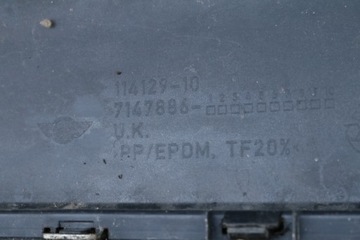 114129-10
7147886-
U.K.
>PP/EPDM, TF20%<